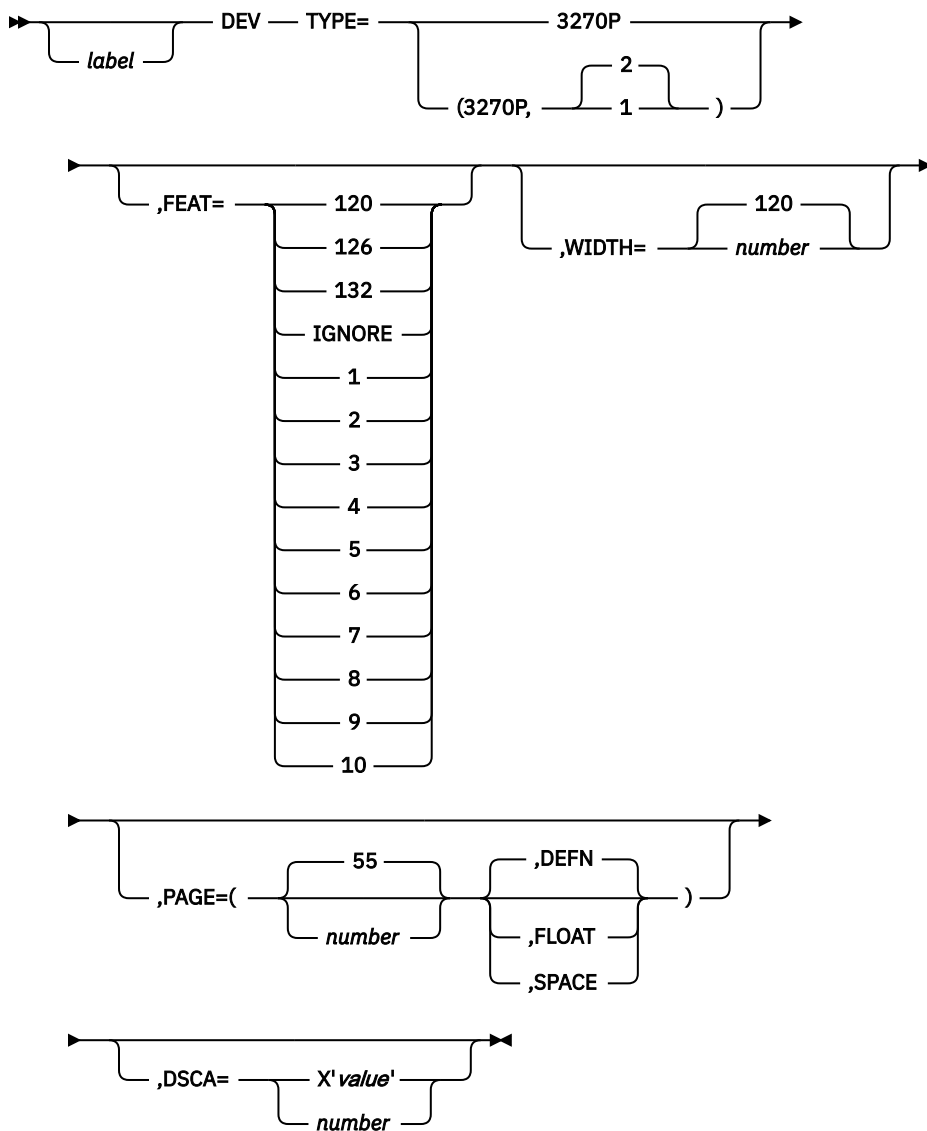 DEV TYPE= 3270P
label
2
(3270P, 1 )
,FEAT= 120 120
126 ,WIDTH= number
132
IGNORE
1
2
3
4
5
6
7
8
9
10
55 ,DEFN
,PAGE=( )
number ,FLOAT
,SPACE
,DSCA= X'value'
number